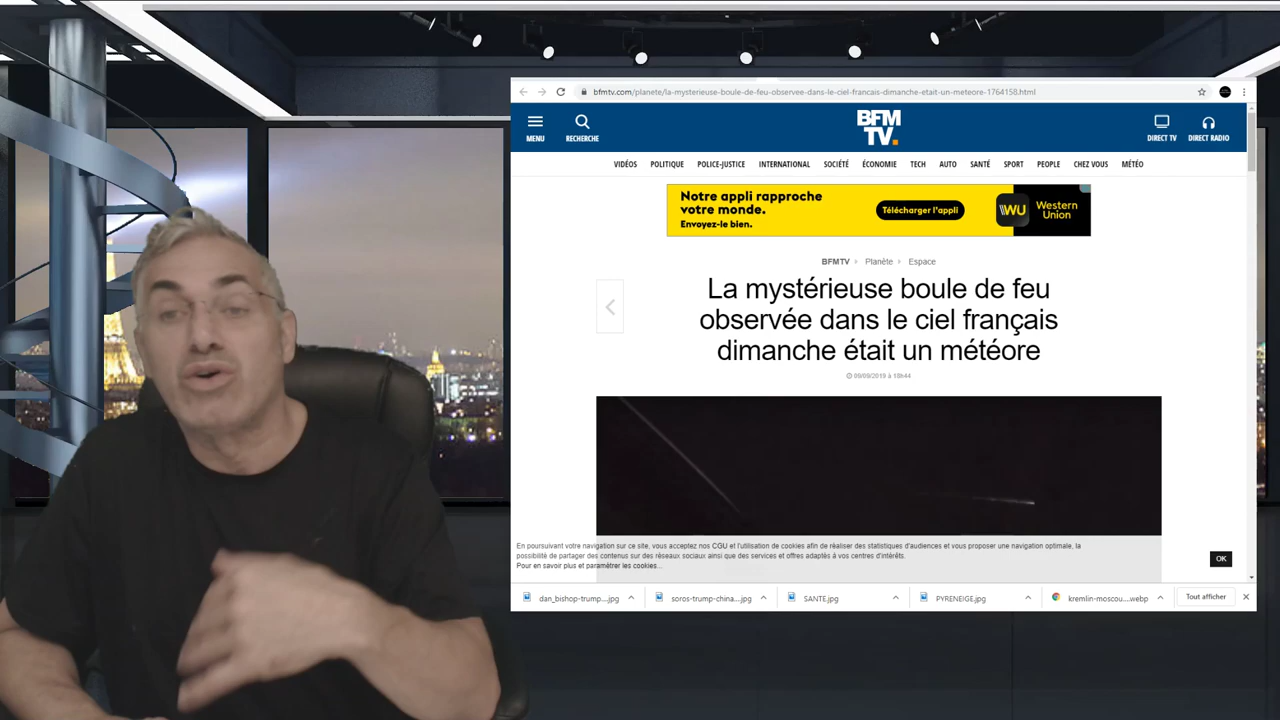 bfmtv.com/planete/la-mysterieuse-boule-de-feu-observee-dans-le-ciel-francais-dimanche-etait-un-meteore-1764158.html
MENU
RECHERCHE
BFM
TV.
DIRECT TV
DIRECT RADIO
VIDÉOS POLITIQUE POLICE-JUSTICE INTERNATIONAL SOCIÉTÉ ÉCONOMIE TECH AUTO SANTÉ SPORT PEOPLE CHEZ VOUS MÉTÉO
Notre appli rapproche
votre monde.
Envoyez-le bien.
Télécharger l'appli
WU
Western
Union
BFMTV Planète Espace
La mystérieuse boule de feu
observée dans le ciel français
dimanche était un météore
09/09/2019 à 18h44
En poursuivant votre navigation sur ce site, vous acceptez nos CGU et l'utilisation de cookies afin de réaliser des statistiques d'audiences et vous proposer une navigation optimale, la
possibilité de partager des contenus sur des réseaux sociaux ainsi que des services et offres adaptés à vos centres d'intérêts.
Pour en savoir plus et paramétrer les cookies...
OK
dan_bishop-trump....jpg
soros-trump-china....jpg
SANTE.jpg
PYRENEIGE.jpg
kremlin-moscou....webp
Tout afficher